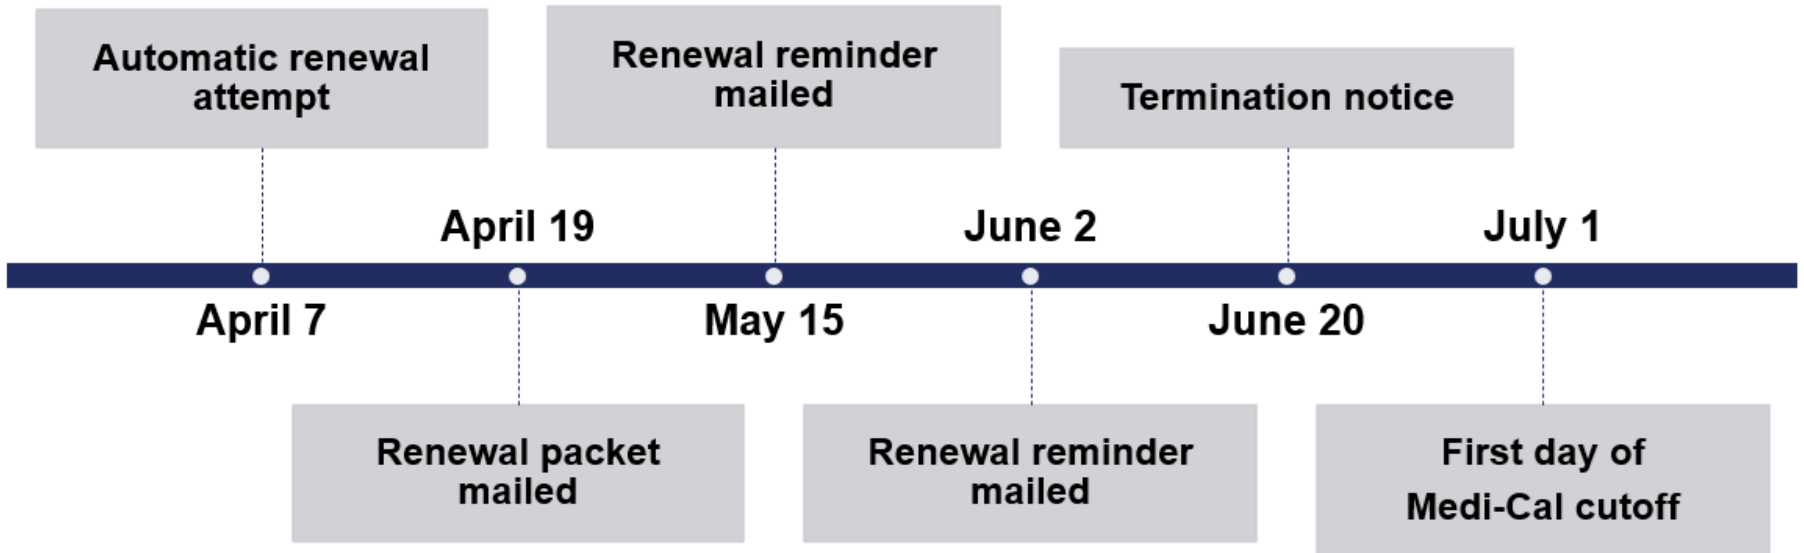 Automatic renewal
attempt
Renewal reminder
mailed
Termination notice
April 19
June 2
July 1
April 7
May 15
June 20
Renewal packet
mailed
Renewal reminder
mailed
First day of
Medi-Cal cutoff